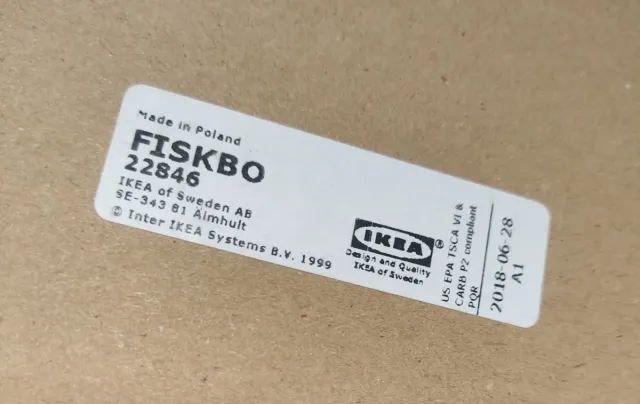 Made in Poland
FISKBO
22846
IKEA of Sweden AB
SE-343 81 Älmhult
© Inter IKEA Systems B.V. 1999
IKEA®
Design and Quality
IKEA of Sweden
US EPA TSCA VI &
CARB P2 compliant
PQR
2018-06-28
A1